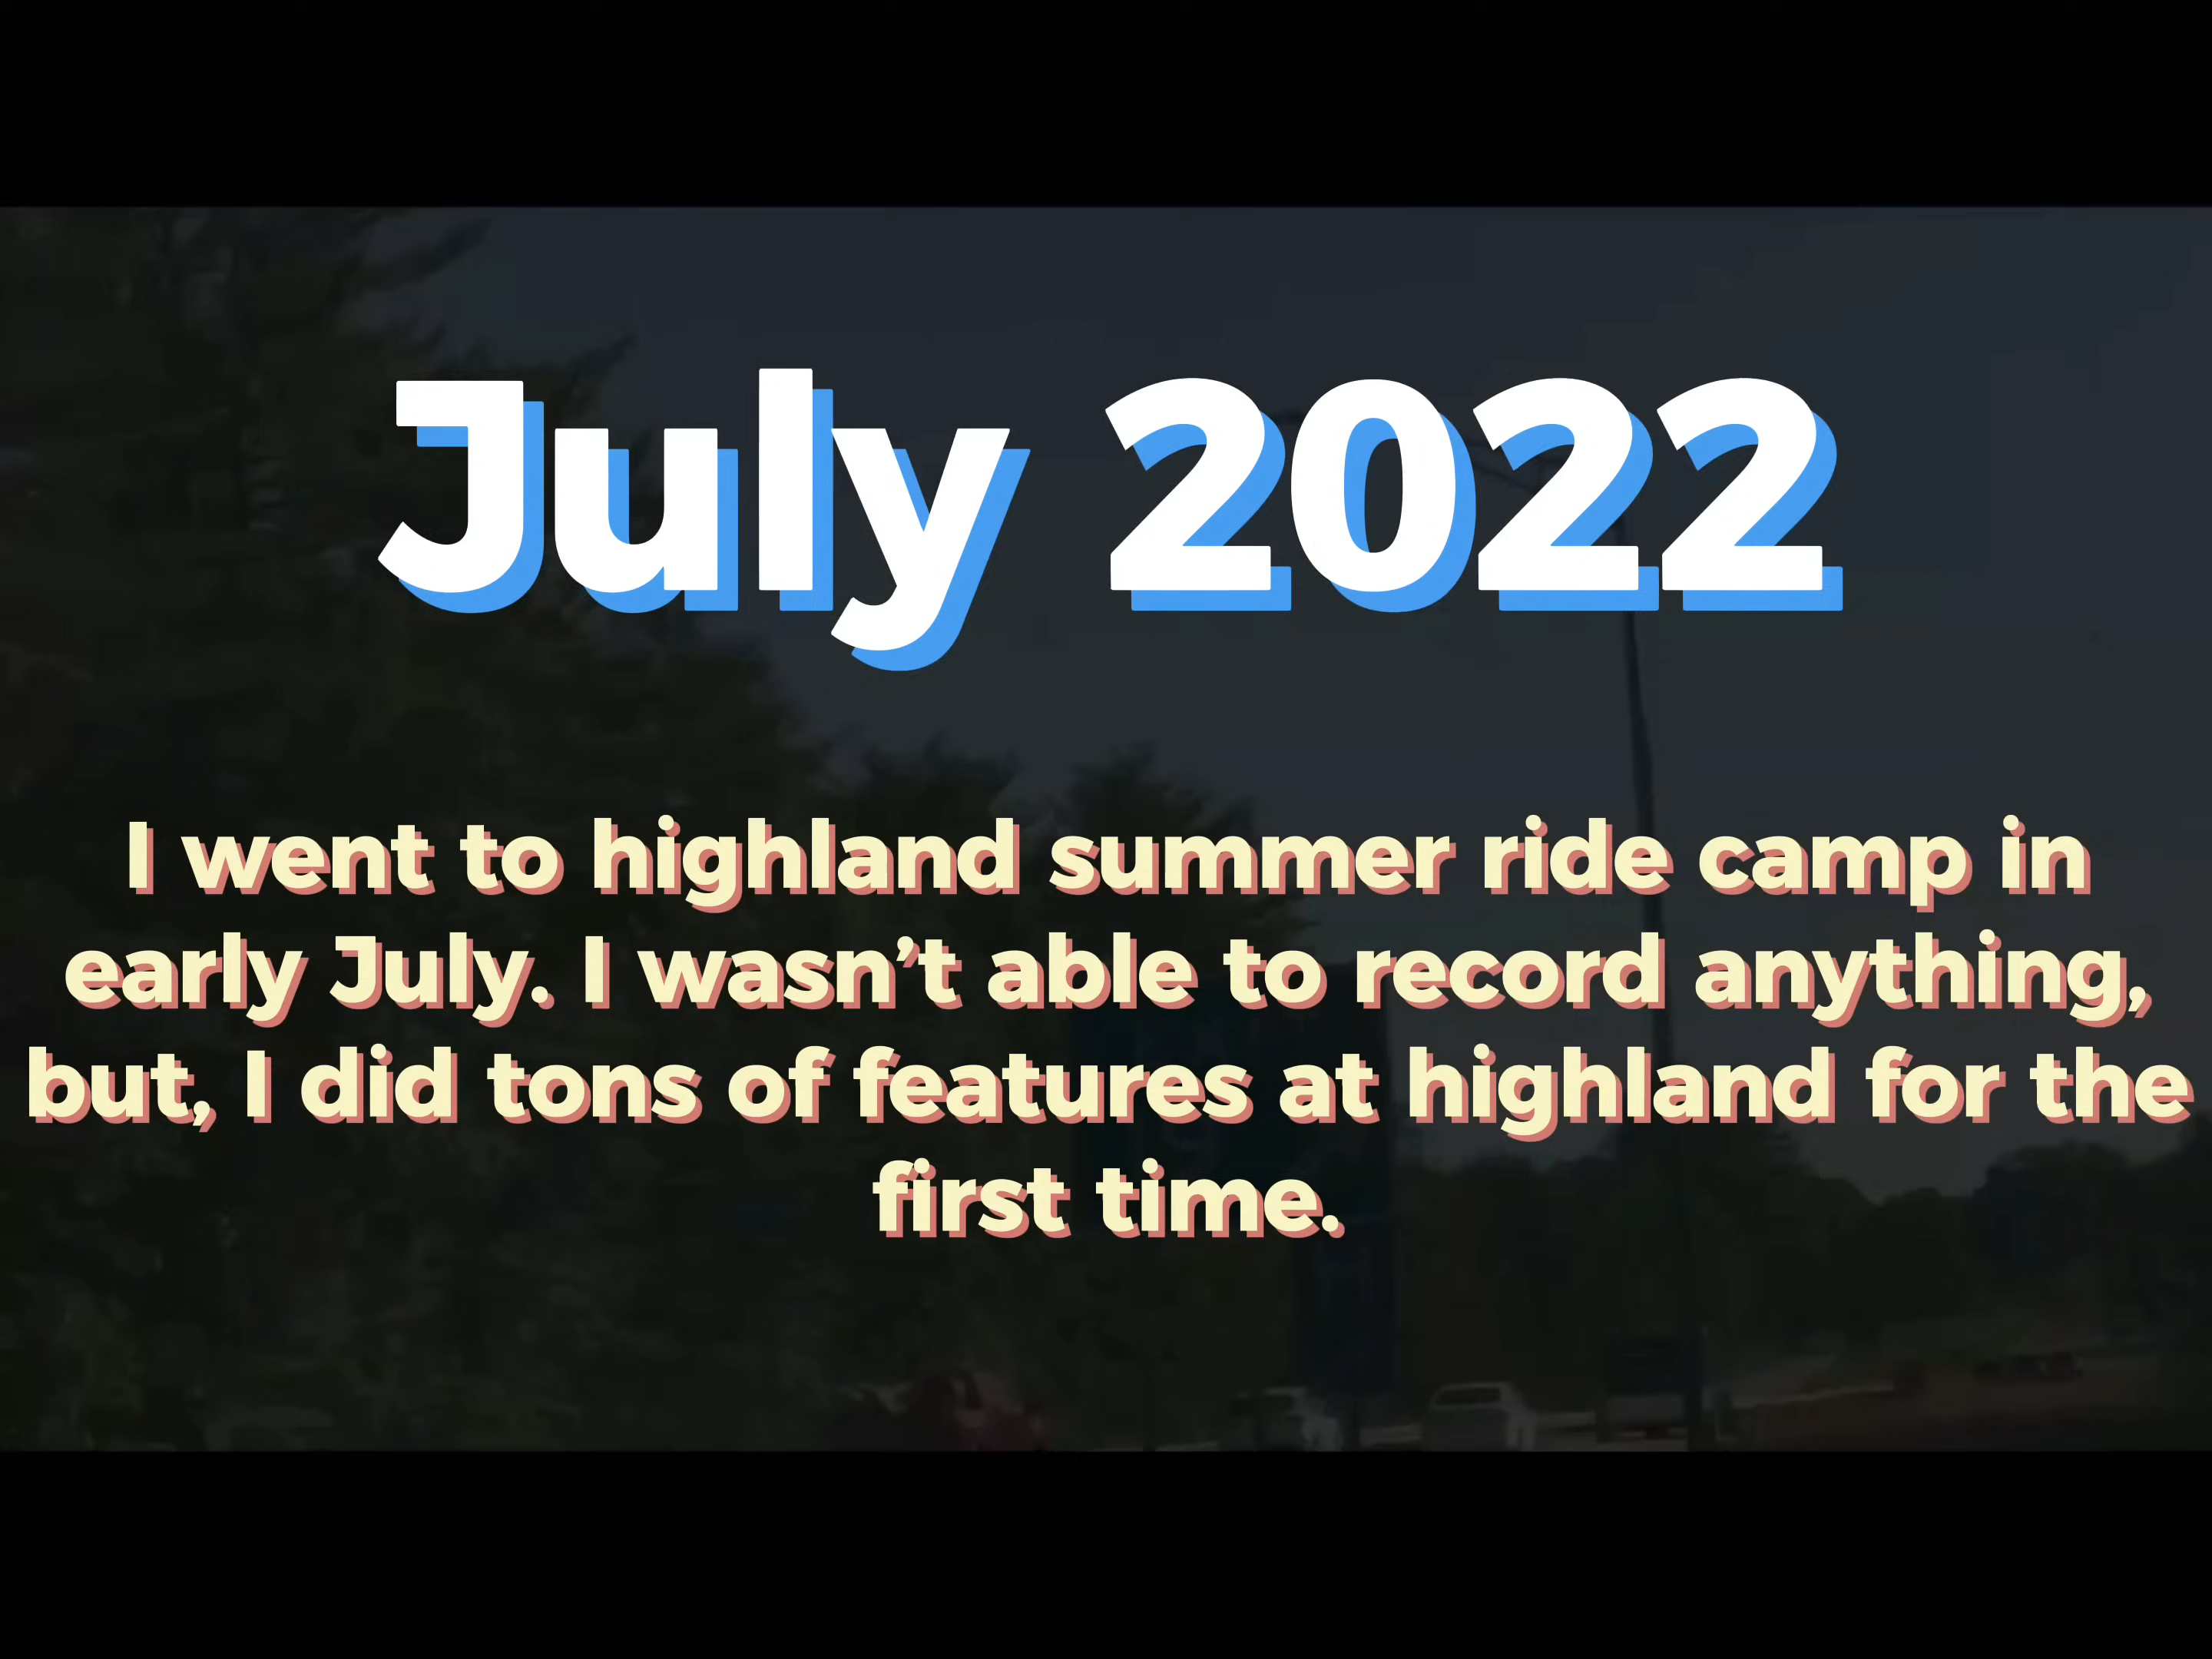 July 2022
I went to highland summer ride camp in
early July. I wasn’t able to record anything,
but, I did tons of features at highland for the
first time.